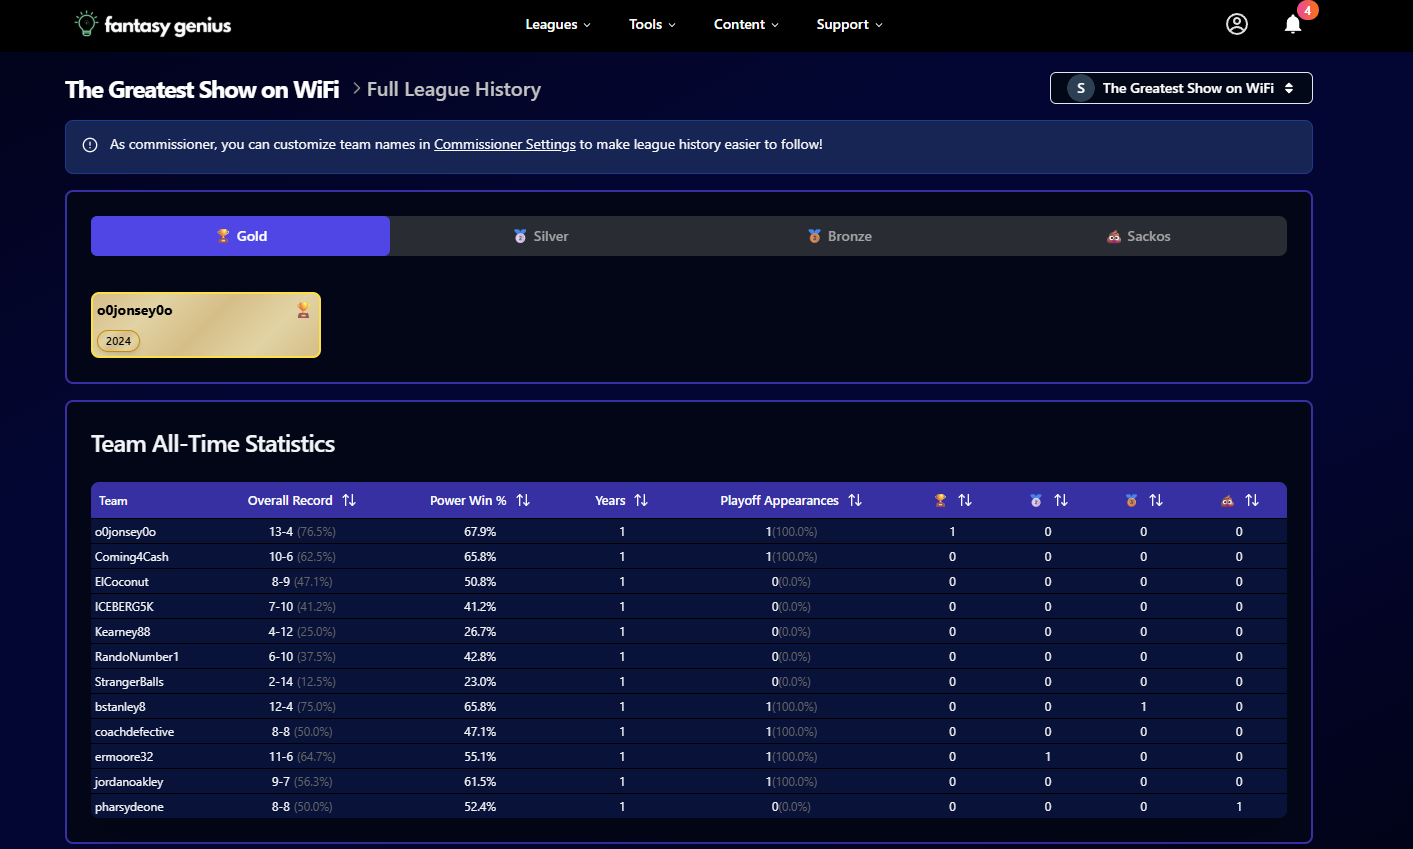 fantasy genius
Leagues Tools Content Support
4
The Greatest Show on WiFi > Full League History
S The Greatest Show on WiFi
As commissioner, you can customize team names in Commissioner Settings to make league history easier to follow!
Gold Silver Bronze Sackos
o0jonsey0o
2024
Team All-Time Statistics
Team Overall Record Power Win % Years Playoff Appearances
o0jonsey0o 13-4 (76.5%) 67.9% 1 1(100.0%) 1 0 0 0
Coming4Cash 10-6 (62.5%) 65.8% 1 1(100.0%) 0 0 0 0
ElCoconut 8-9 (47.1%) 50.8% 1 0(0.0%) 0 0 0 0
ICEBERG5K 7-10 (41.2%) 41.2% 1 0(0.0%) 0 0 0 0
Kearney88 4-12 (25.0%) 26.7% 1 0(0.0%) 0 0 0 0
RandoNumber1 6-10 (37.5%) 42.8% 1 0(0.0%) 0 0 0 0
StrangerBalls 2-14 (12.5%) 23.0% 1 0(0.0%) 0 0 0 0
bstanley8 12-4 (75.0%) 65.8% 1 1(100.0%) 0 0 1 0
coachdefective 8-8 (50.0%) 47.1% 1 1(100.0%) 0 0 0 0
ermoore32 11-6 (64.7%) 55.1% 1 1(100.0%) 0 1 0 0
jordanoakley 9-7 (56.3%) 61.5% 1 1(100.0%) 0 0 0 0
pharsydeone 8-8 (50.0%) 52.4% 1 0(0.0%) 0 0 0 1